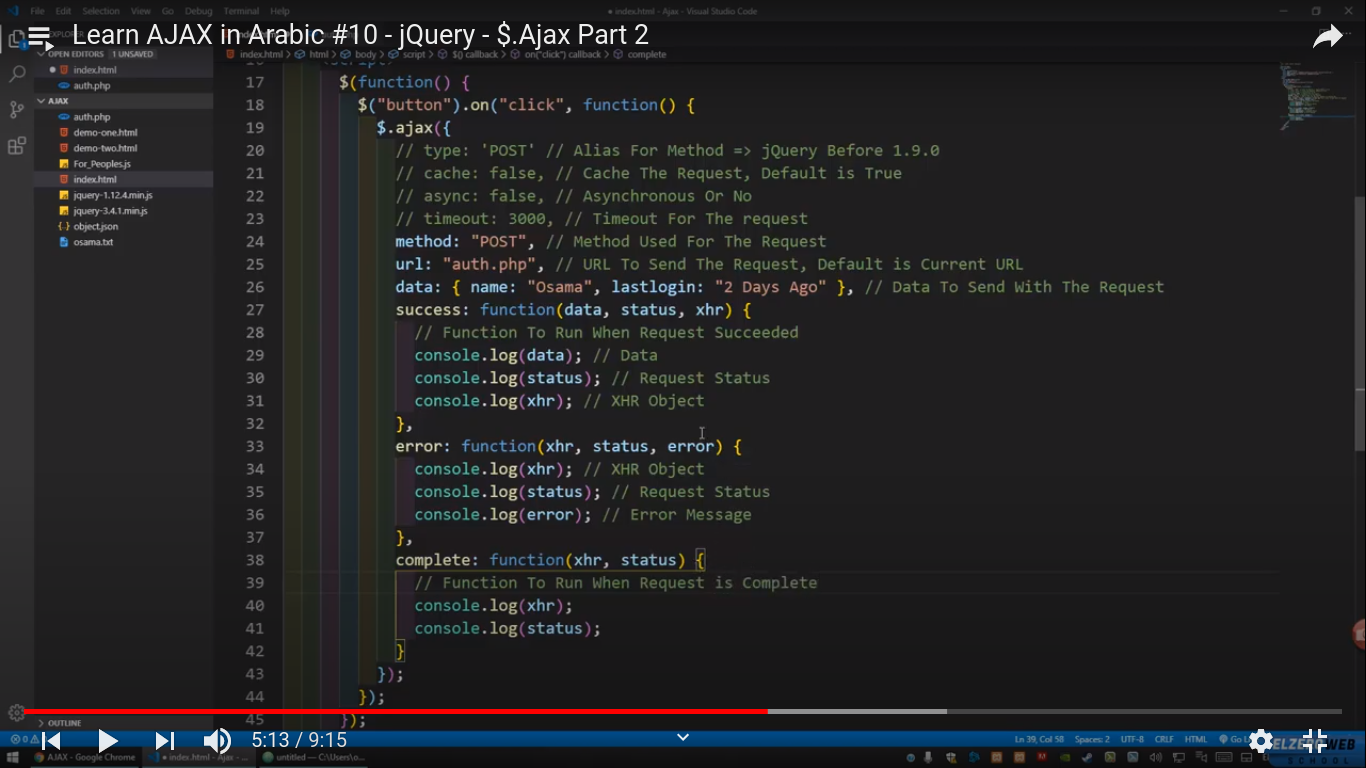 File Edit Selection View Go Debug Terminal Help
● index.html - Ajax - Visual Studio Code
Learn AJAX in Arabic #10 - jQuery - $.Ajax Part 2
OPEN EDITORS 1 UNSAVED
index.html
auth.php
AJAX
auth.php
demo-one.html
demo-two.html
For_Peoples.js
index.html
jquery-1.12.4.min.js
jquery-3.4.1.min.js
object.json
osama.txt
OUTLINE
index.html > html > body > script > $() callback > on("click") callback > complete
17 $(function() {
18 $("button").on("click", function() {
19 $.ajax({
20 // type: 'POST' // Alias For Method => jQuery Before 1.9.0
21 // cache: false, // Cache The Request, Default is True
22 // async: false, // Asynchronous Or No
23 // timeout: 3000, // Timeout For The request
24 method: "POST", // Method Used For The Request
25 url: "auth.php", // URL To Send The Request, Default is Current URL
26 data: { name: "Osama", lastlogin: "2 Days Ago" }, // Data To Send With The Request
27 success: function(data, status, xhr) {
28 // Function To Run When Request Succeeded
29 console.log(data); // Data
30 console.log(status); // Request Status
31 console.log(xhr); // XHR Object
32 },
33 error: function(xhr, status, error) {
34 console.log(xhr); // XHR Object
35 console.log(status); // Request Status
36 console.log(error); // Error Message
37 },
38 complete: function(xhr, status) {
39 // Function To Run When Request is Complete
40 console.log(xhr);
41 console.log(status);
42 }
43 });
44 });
45 });
5:13 / 9:15
Ln 39, Col 58 Spaces: 2 UTF-8 CRLF HTML
ELZERO WEB
SCHOOL
AJAX - Google Chrome
● index.html - Ajax - ...
untitled — C:\Users\o...